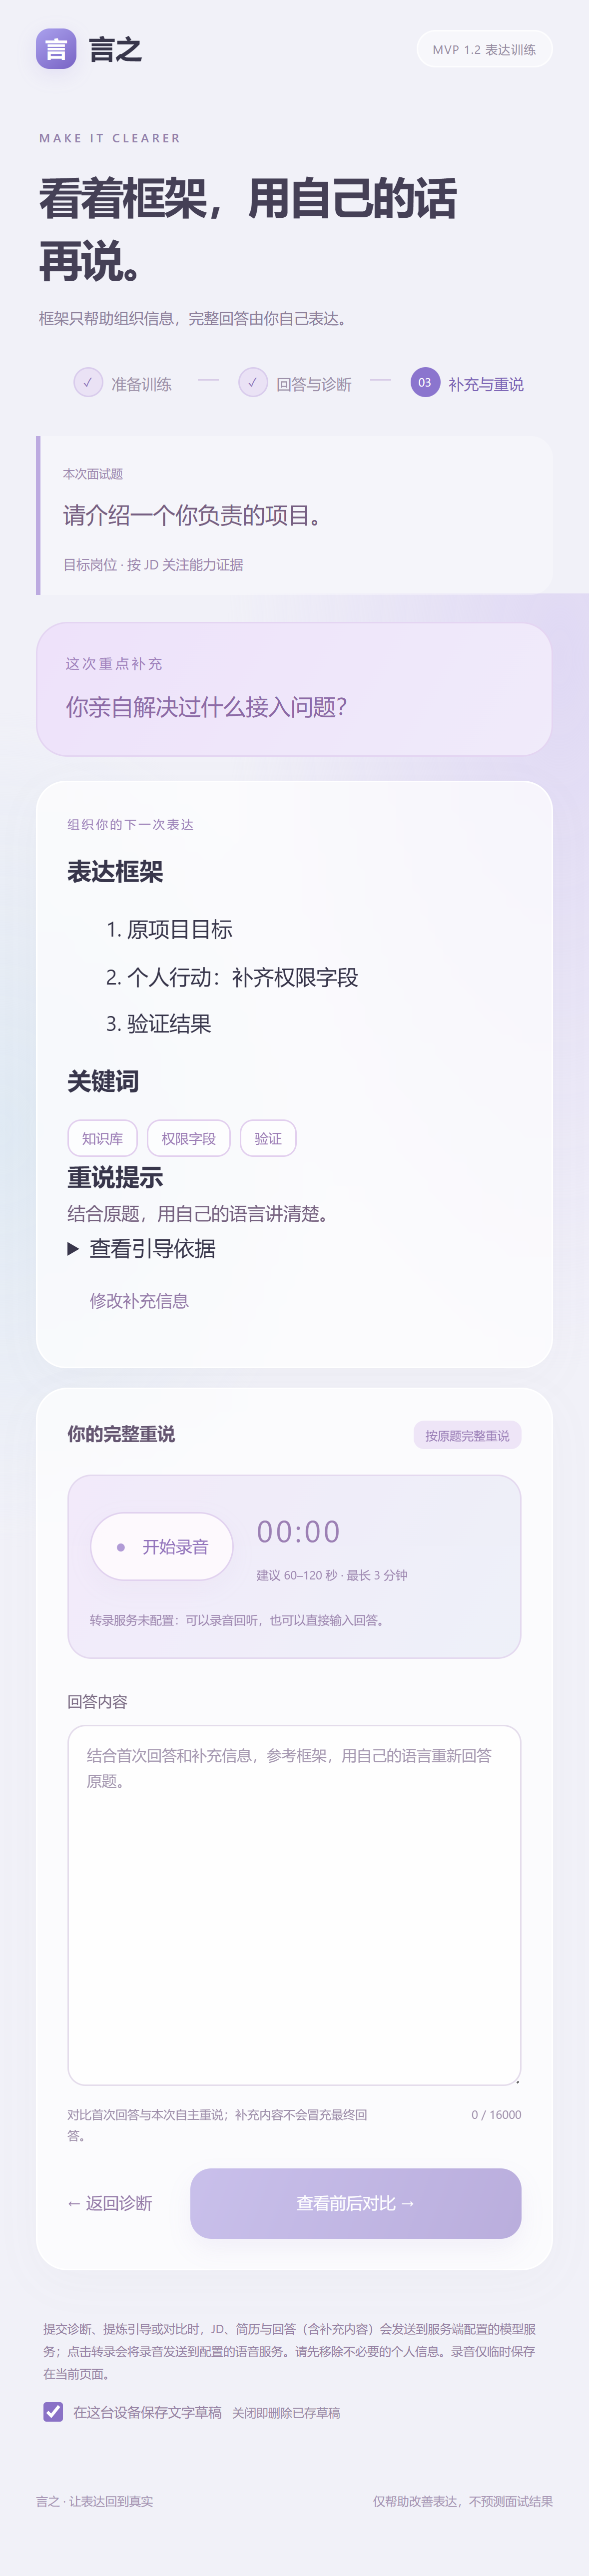 言 言之
MVP 1.2 表达训练
MAKE IT CLEARER
看着框架，用自己的话
再说。
框架只帮助组织信息，完整回答由你自己表达。
✓ 准备训练
✓ 回答与诊断
03 补充与重说
本次面试题
请介绍一个你负责的项目。
目标岗位 · 按 JD 关注能力证据
这次重点补充
你亲自解决过什么接入问题？
组织你的下一次表达
表达框架
1. 原项目目标
2. 个人行动：补齐权限字段
3. 验证结果
关键词
知识库 权限字段 验证
重说提示
结合原题，用自己的语言讲清楚。
▶ 查看引导依据
修改补充信息
你的完整重说
按原题完整重说
开始录音
00:00
建议 60–120 秒 · 最长 3 分钟
转录服务未配置：可以录音回听，也可以直接输入回答。
回答内容
结合首次回答和补充信息，参考框架，用自己的语言重新回答
原题。
对比首次回答与本次自主重说；补充内容不会冒充最终回
答。
0 / 16000
← 返回诊断
查看前后对比 →
提交诊断、提炼引导或对比时，JD、简历与回答（含补充内容）会发送到服务端配置的模型服
务；点击转录会将录音发送到配置的语音服务。请先移除不必要的个人信息。录音仅临时保存
在当前页面。
在这台设备保存文字草稿 关闭即删除已存草稿
言之 · 让表达回到真实
仅帮助改善表达，不预测面试结果